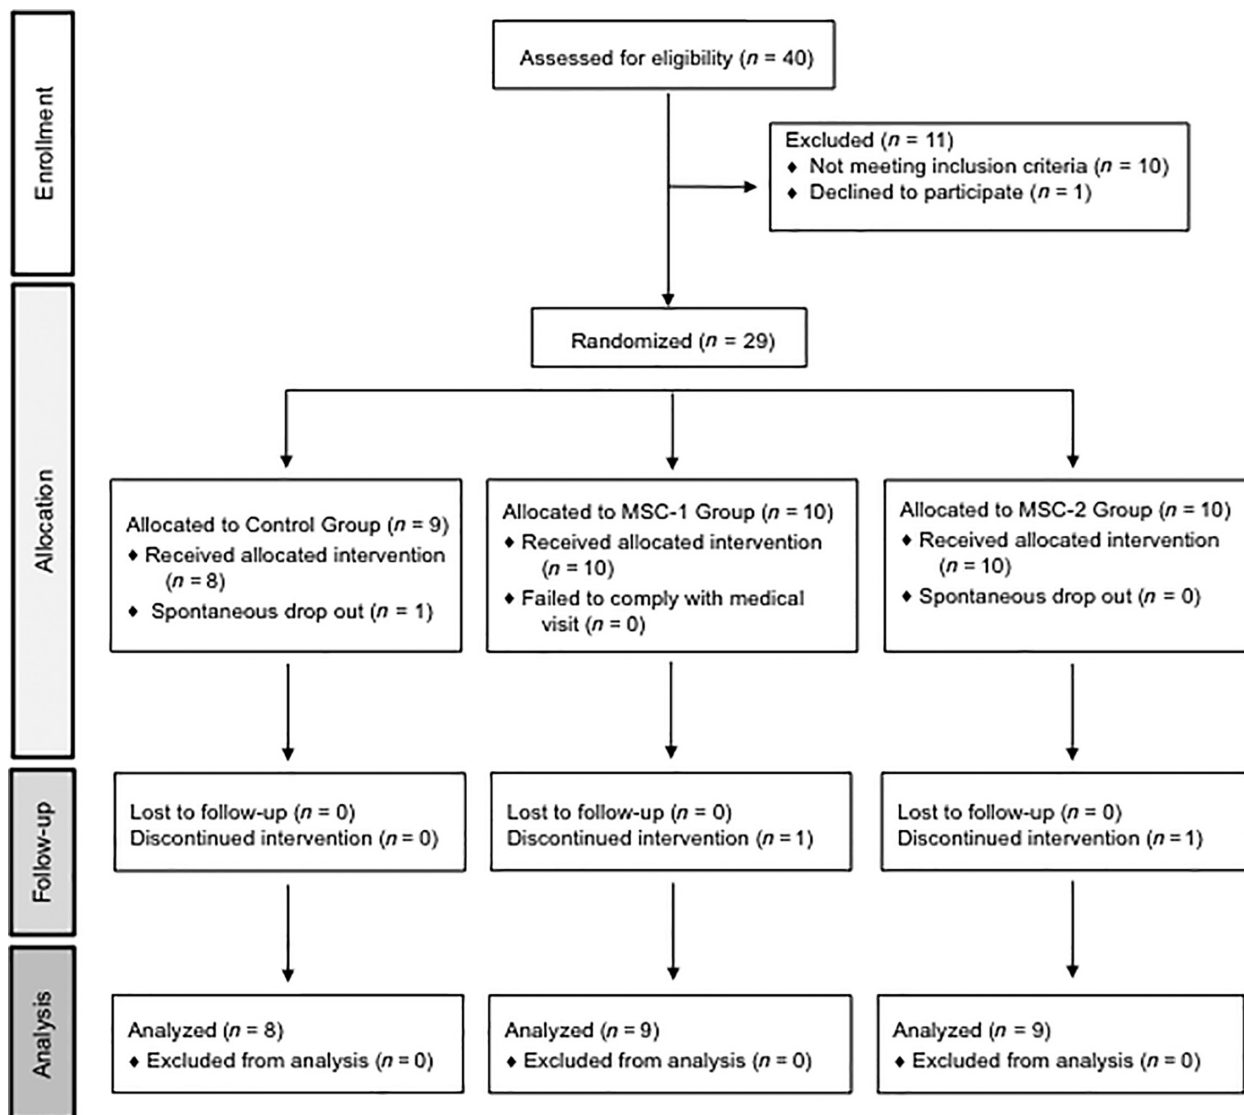 Enrollment
Assessed for eligibility (n = 40)
Excluded (n = 11)
♦ Not meeting inclusion criteria (n = 10)
♦ Declined to participate (n = 1)
Allocation
Randomized (n = 29)
Allocated to Control Group (n = 9)
♦ Received allocated intervention
(n = 8)
♦ Spontaneous drop out (n = 1)
Allocated to MSC-1 Group (n = 10)
♦ Received allocated intervention
(n = 10)
♦ Failed to comply with medical
visit (n = 0)
Allocated to MSC-2 Group (n = 10)
♦ Received allocated intervention
(n = 10)
♦ Spontaneous drop out (n = 0)
Follow-up
Lost to follow-up (n = 0)
Discontinued intervention (n = 0)
Lost to follow-up (n = 0)
Discontinued intervention (n = 1)
Lost to follow-up (n = 0)
Discontinued intervention (n = 1)
Analysis
Analyzed (n = 8)
♦ Excluded from analysis (n = 0)
Analyzed (n = 9)
♦ Excluded from analysis (n = 0)
Analyzed (n = 9)
♦ Excluded from analysis (n = 0)